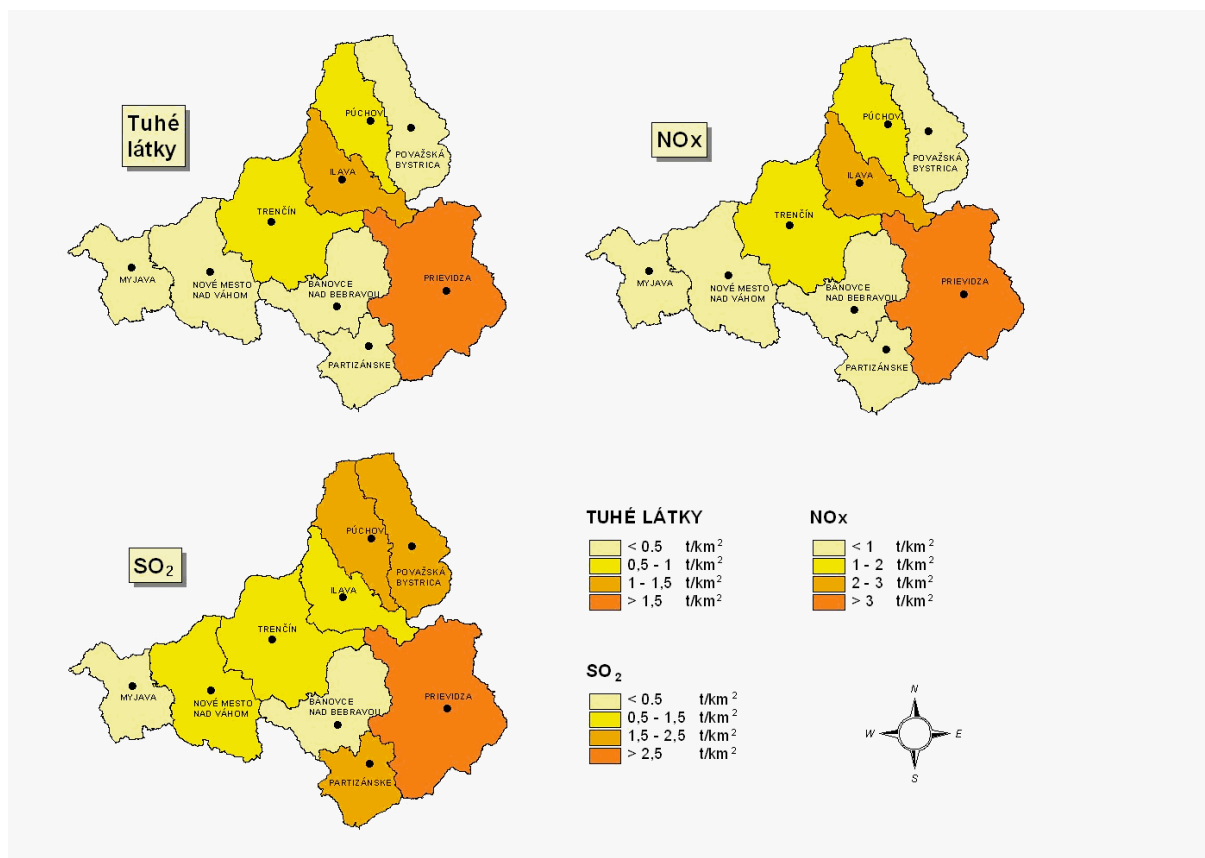 Tuhé
látky
PÚCHOV
POVAŽSKÁ
BYSTRICA
ILAVA
TRENČÍN
MYJAVA
NOVÉ MESTO
NAD VÁHOM
BÁNOVCE
NAD BEBRAVOU
PRIEVIDZA
PARTIZÁNSKE
NOx
PÚCHOV
POVAŽSKÁ
BYSTRICA
ILAVA
TRENČÍN
MYJAVA
NOVÉ MESTO
NAD VÁHOM
BÁNOVCE
NAD BEBRAVOU
PRIEVIDZA
PARTIZÁNSKE
SO₂
PÚCHOV
POVAŽSKÁ
BYSTRICA
ILAVA
TRENČÍN
MYJAVA
NOVÉ MESTO
NAD VÁHOM
BÁNOVCE
NAD BEBRAVOU
PRIEVIDZA
PARTIZÁNSKE
TUHÉ LÁTKY
< 0.5 t/km²
0,5 - 1 t/km²
1 - 1,5 t/km²
> 1,5 t/km²
NOx
< 1 t/km²
1 - 2 t/km²
2 - 3 t/km²
> 3 t/km²
SO₂
< 0.5 t/km²
0,5 - 1,5 t/km²
1,5 - 2,5 t/km²
> 2,5 t/km²
N
W E
S